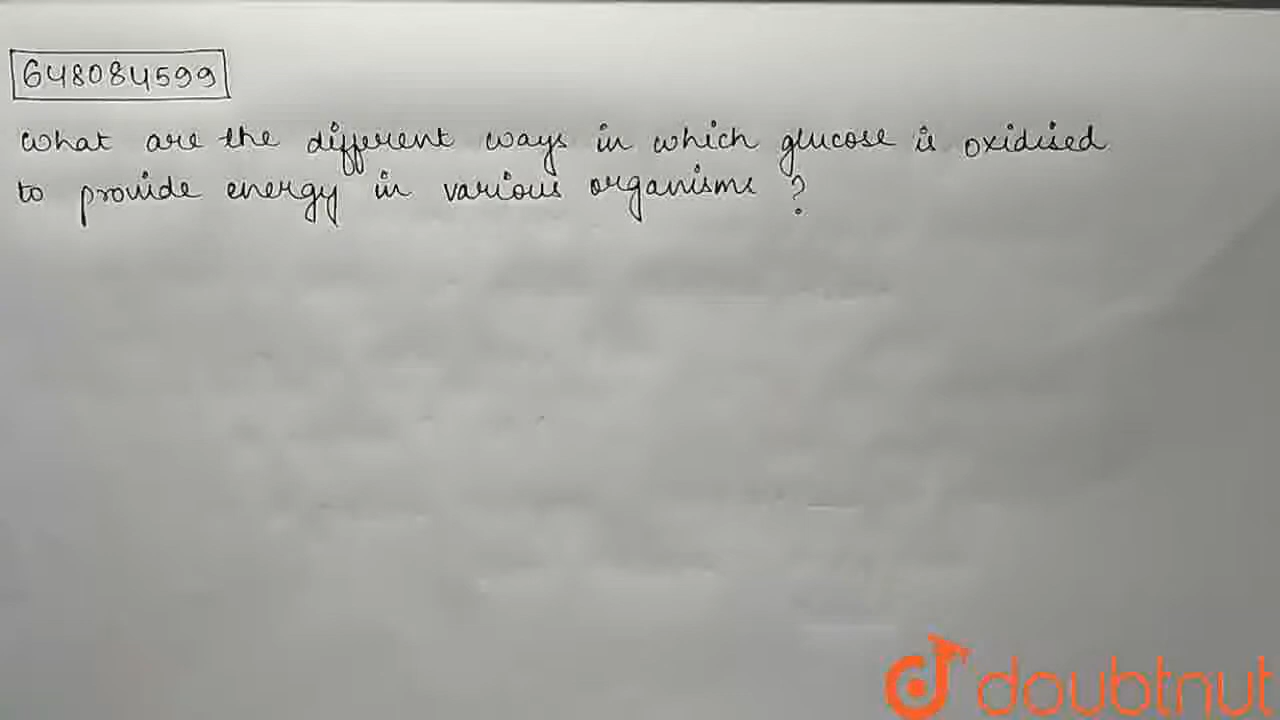 648084599
What are the different ways in which glucose is oxidised
to provide energy in various organisms ?
doubtnut